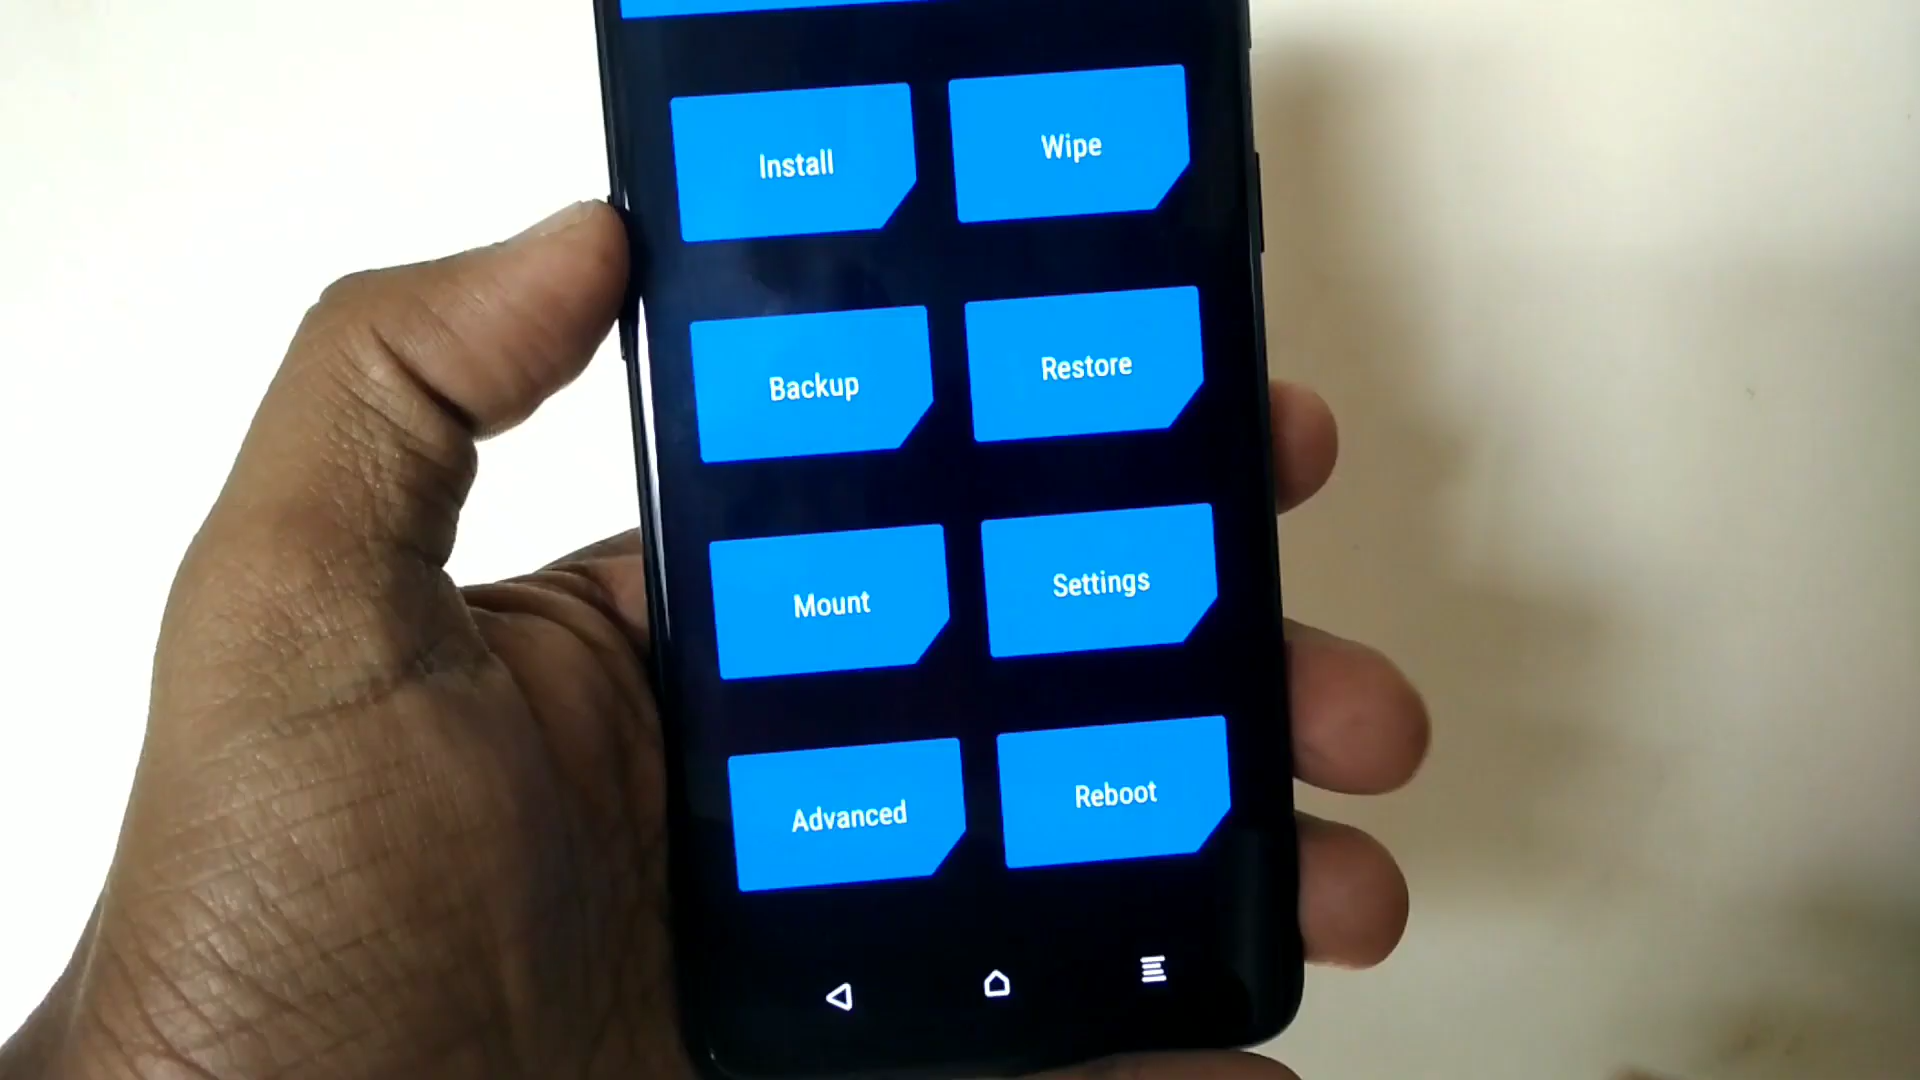 Install
Wipe
Backup
Restore
Mount
Settings
Advanced
Reboot